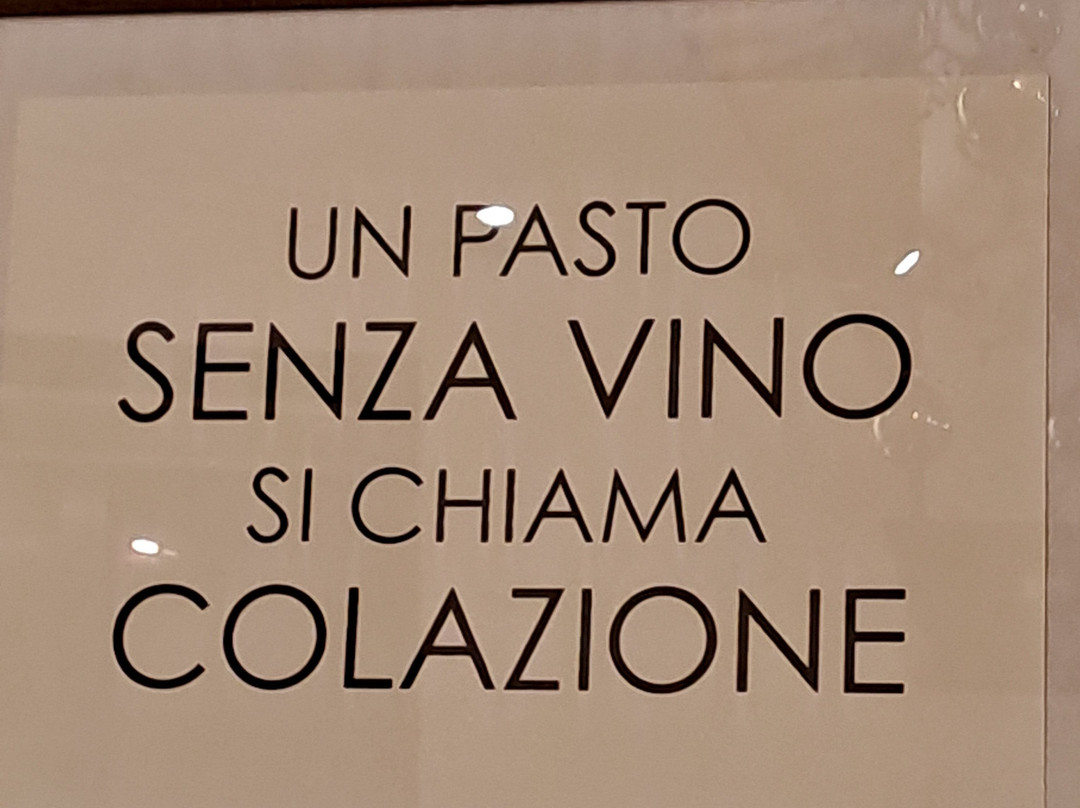 UN PASTO
SENZA VINO
SI CHIAMA
COLAZIONE